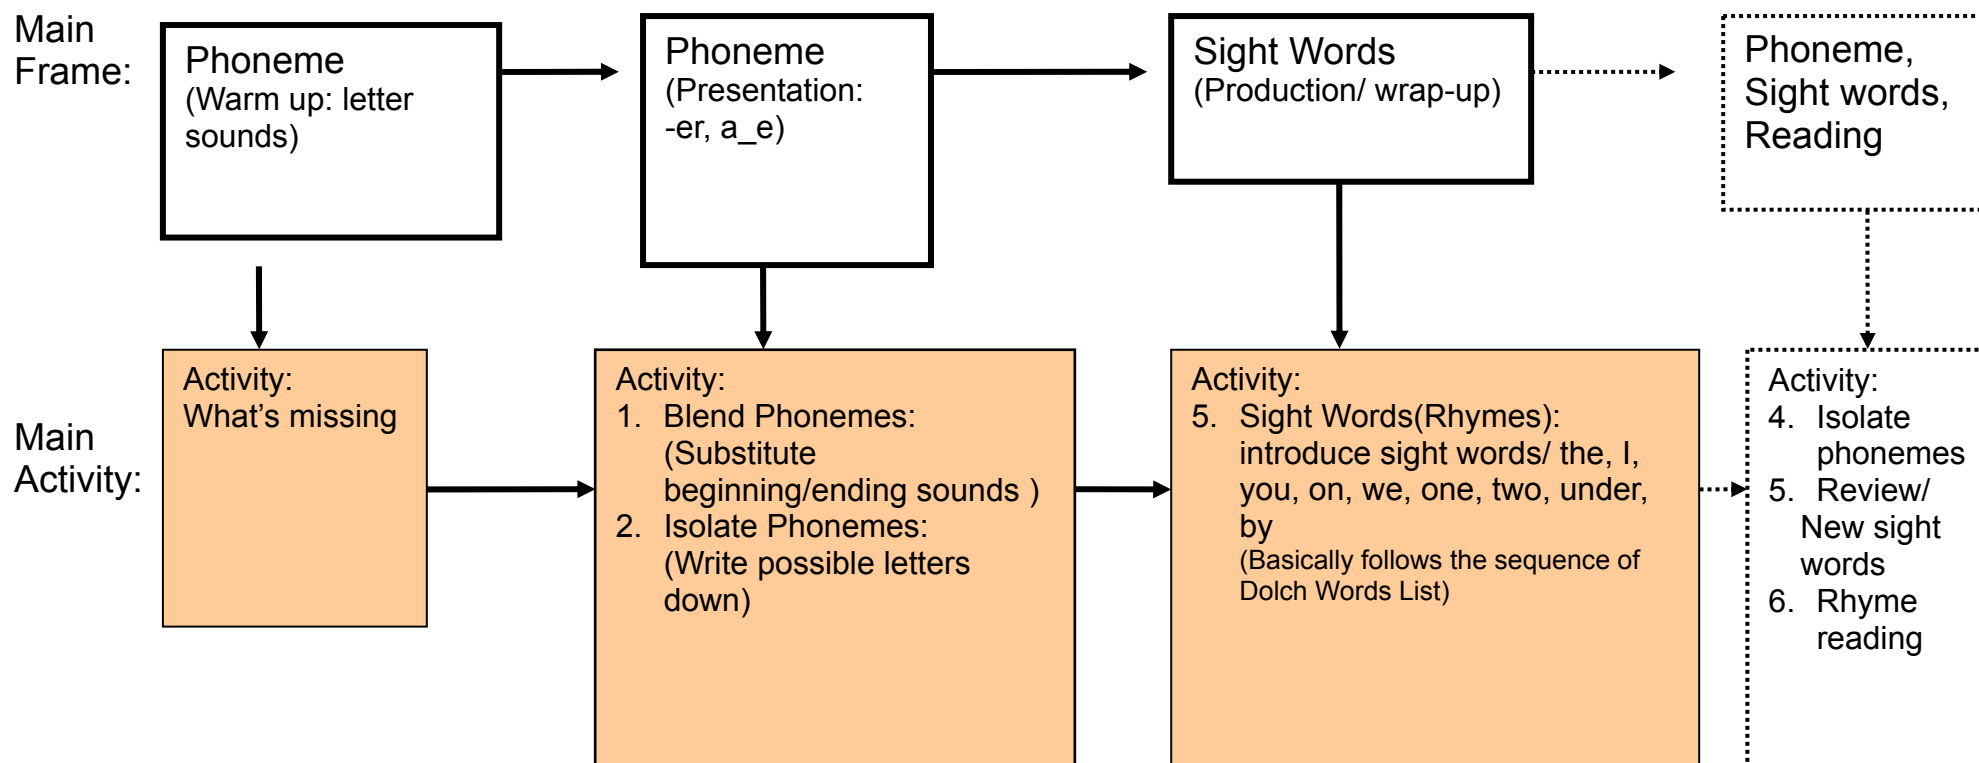 Main
Frame:
Phoneme
(Warm up: letter
sounds)
Phoneme
(Presentation:
-er, a_e)
Sight Words
(Production/ wrap-up)
Phoneme,
Sight words,
Reading
Main
Activity:
Activity:
What’s missing
Activity:
1. Blend Phonemes:
(Substitute
beginning/ending sounds )
2. Isolate Phonemes:
(Write possible letters
down)
Activity:
5. Sight Words(Rhymes):
introduce sight words/ the, I,
you, on, we, one, two, under,
by
(Basically follows the sequence of
Dolch Words List)
Activity:
4. Isolate
phonemes
5. Review/
New sight
words
6. Rhyme
reading